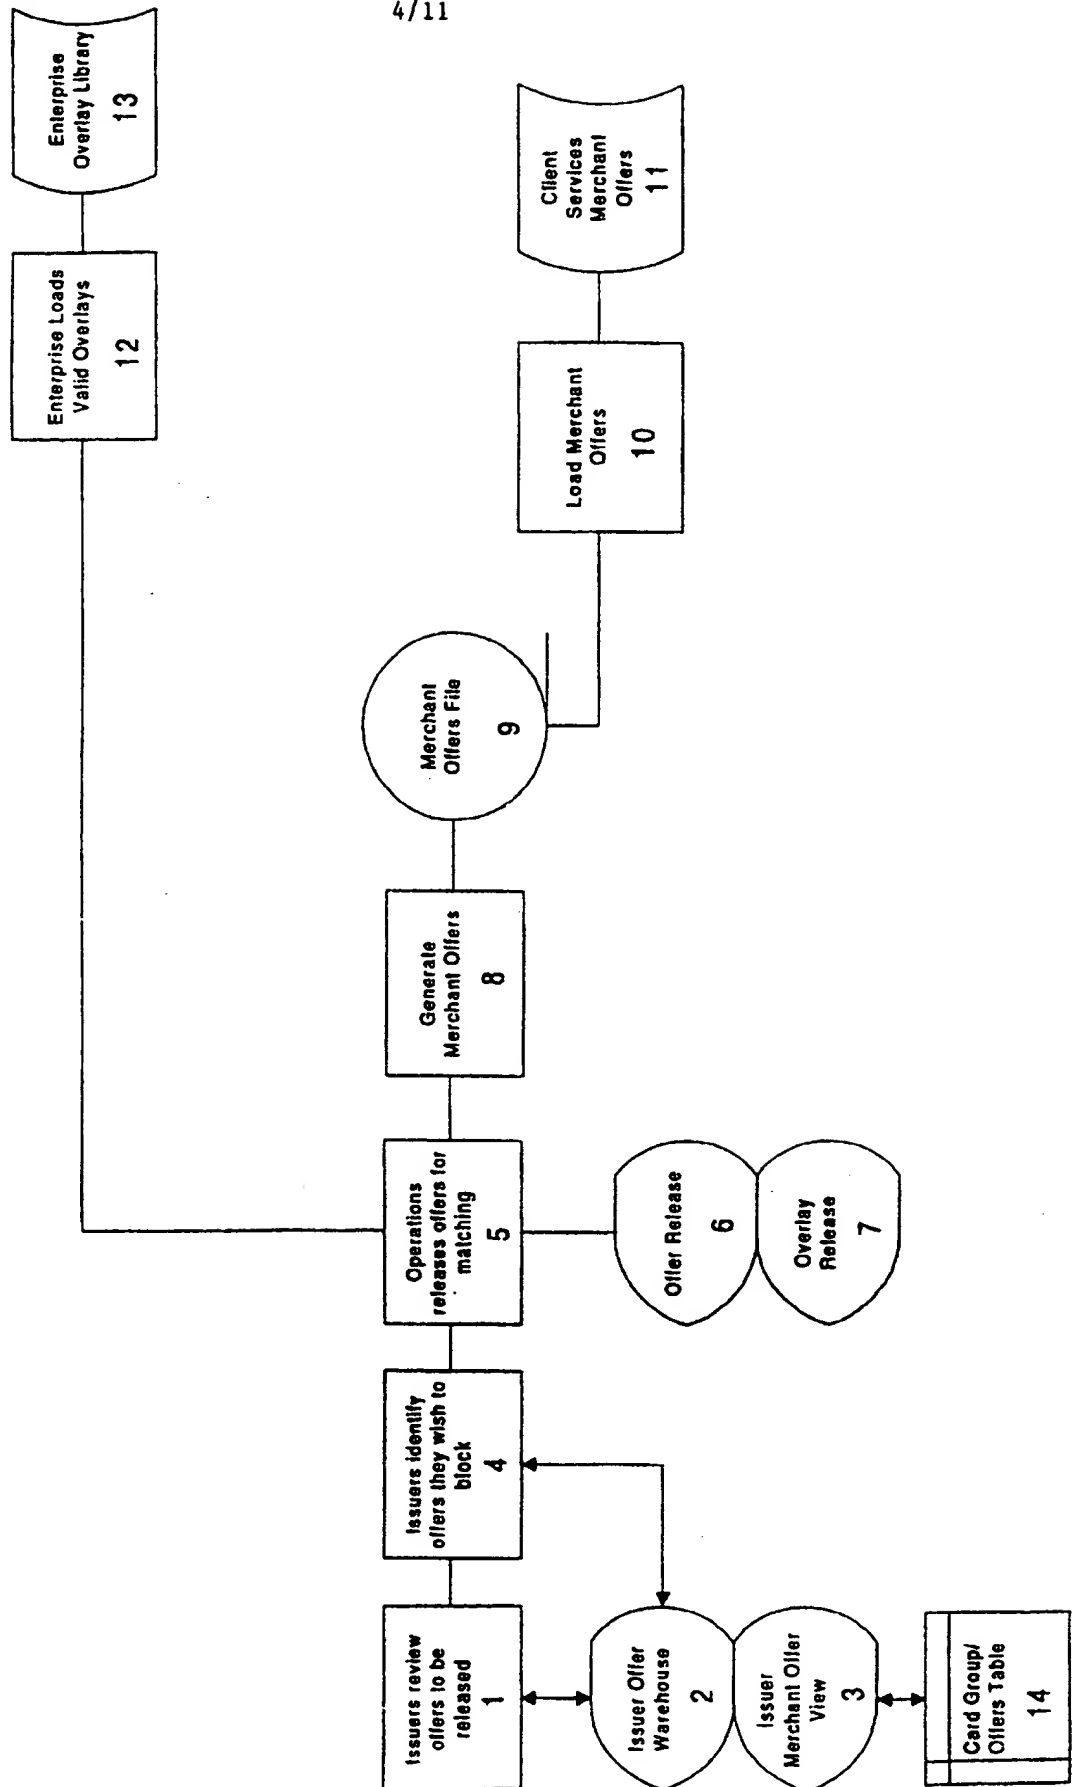 4/11
Issuers review
offers to be
released
1
Issuer Offer
Warehouse
2
Issuer
Merchant Offer
View
3
Card Group/
Offers Table
14
Issuers identify
offers they wish to
block
4
Operations
releases offers for
matching
5
Offer Release
6
Overlay
Release
7
Generate
Merchant Offers
8
Merchant
Offers File
9
Load Merchant
Offers
10
Client
Services
Merchant
Offers
11
Enterprise Loads
Valid Overlays
12
Enterprise
Overlay Library
13